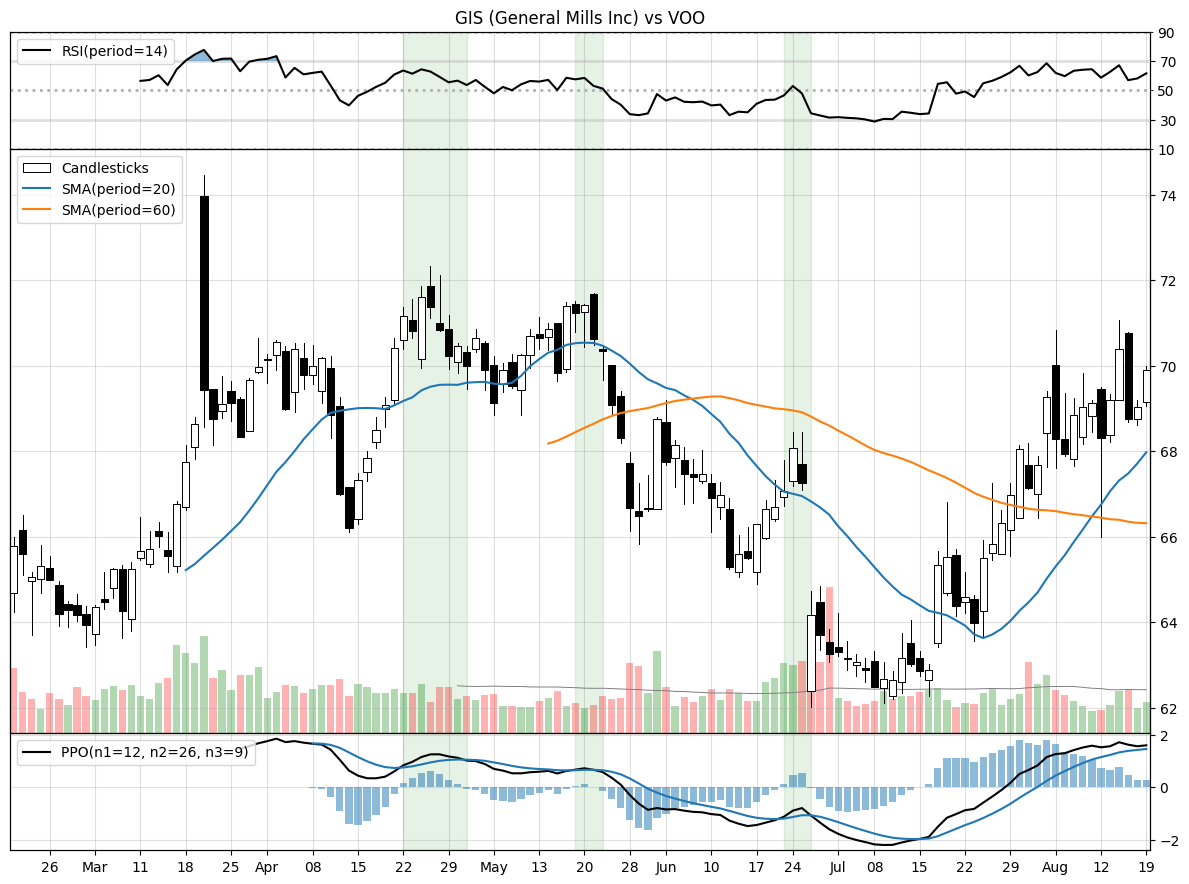 GIS (General Mills Inc) vs VOO
RSI(period=14)
90
70
50
30
10
Candlesticks
SMA(period=20)
SMA(period=60)
74
72
70
68
66
64
62
PPO(n1=12, n2=26, n3=9)
2
0
−2
26 Mar 11 18 25 Apr 08 15 22 29 May 13 20 28 Jun 10 17 24 Jul 08 15 22 29 Aug 12 19